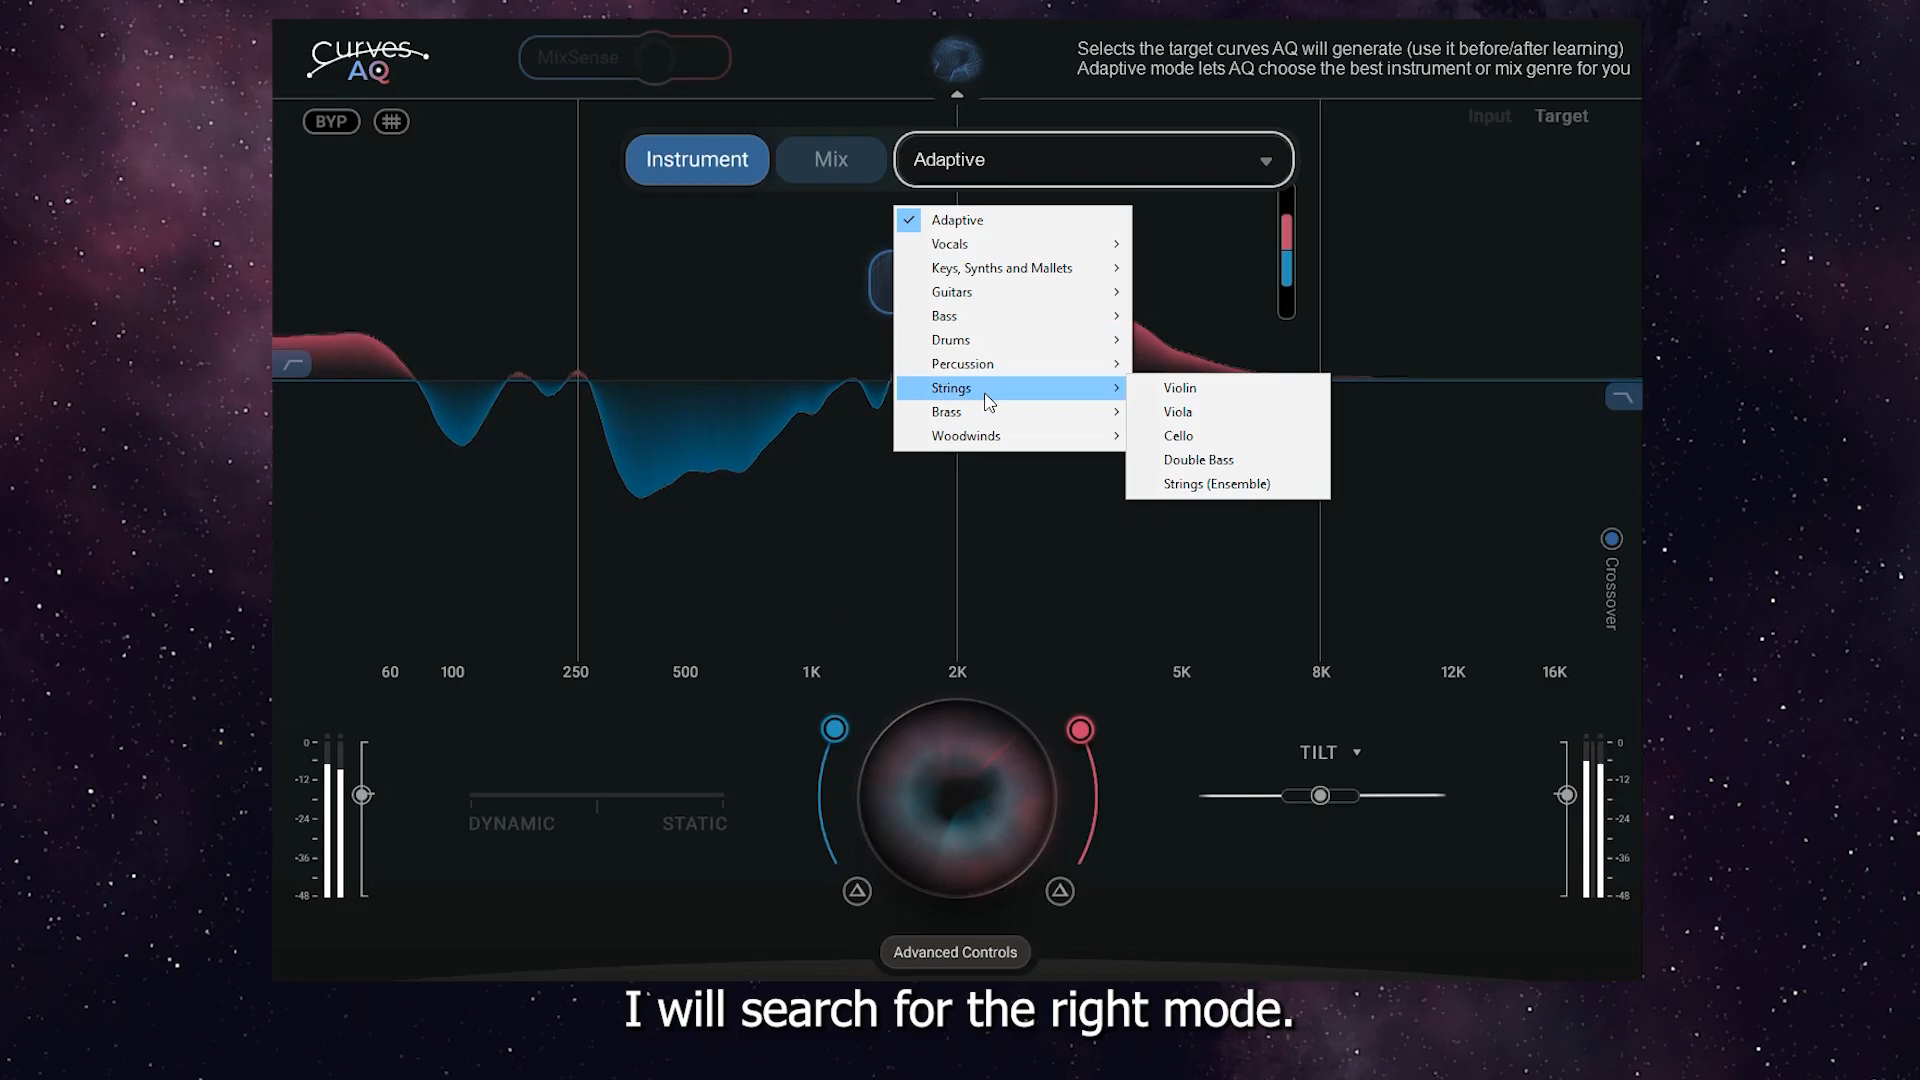 curves
AQ
MixSense
Selects the target curves AQ will generate (use it before/after learning)
Adaptive mode lets AQ choose the best instrument or mix genre for you
BYP
Input
Target
Instrument
Mix
Adaptive
Adaptive
Vocals
Keys, Synths and Mallets
Guitars
Bass
Drums
Percussion
Strings
Brass
Woodwinds
Violin
Viola
Cello
Double Bass
Strings (Ensemble)
Crossover
60 100 250 500 1K 2K 5K 8K 12K 16K
0
-12
-24
-36
-48
DYNAMIC
STATIC
TILT
0
-12
-24
-36
-48
Advanced Controls
I will search for the right mode.